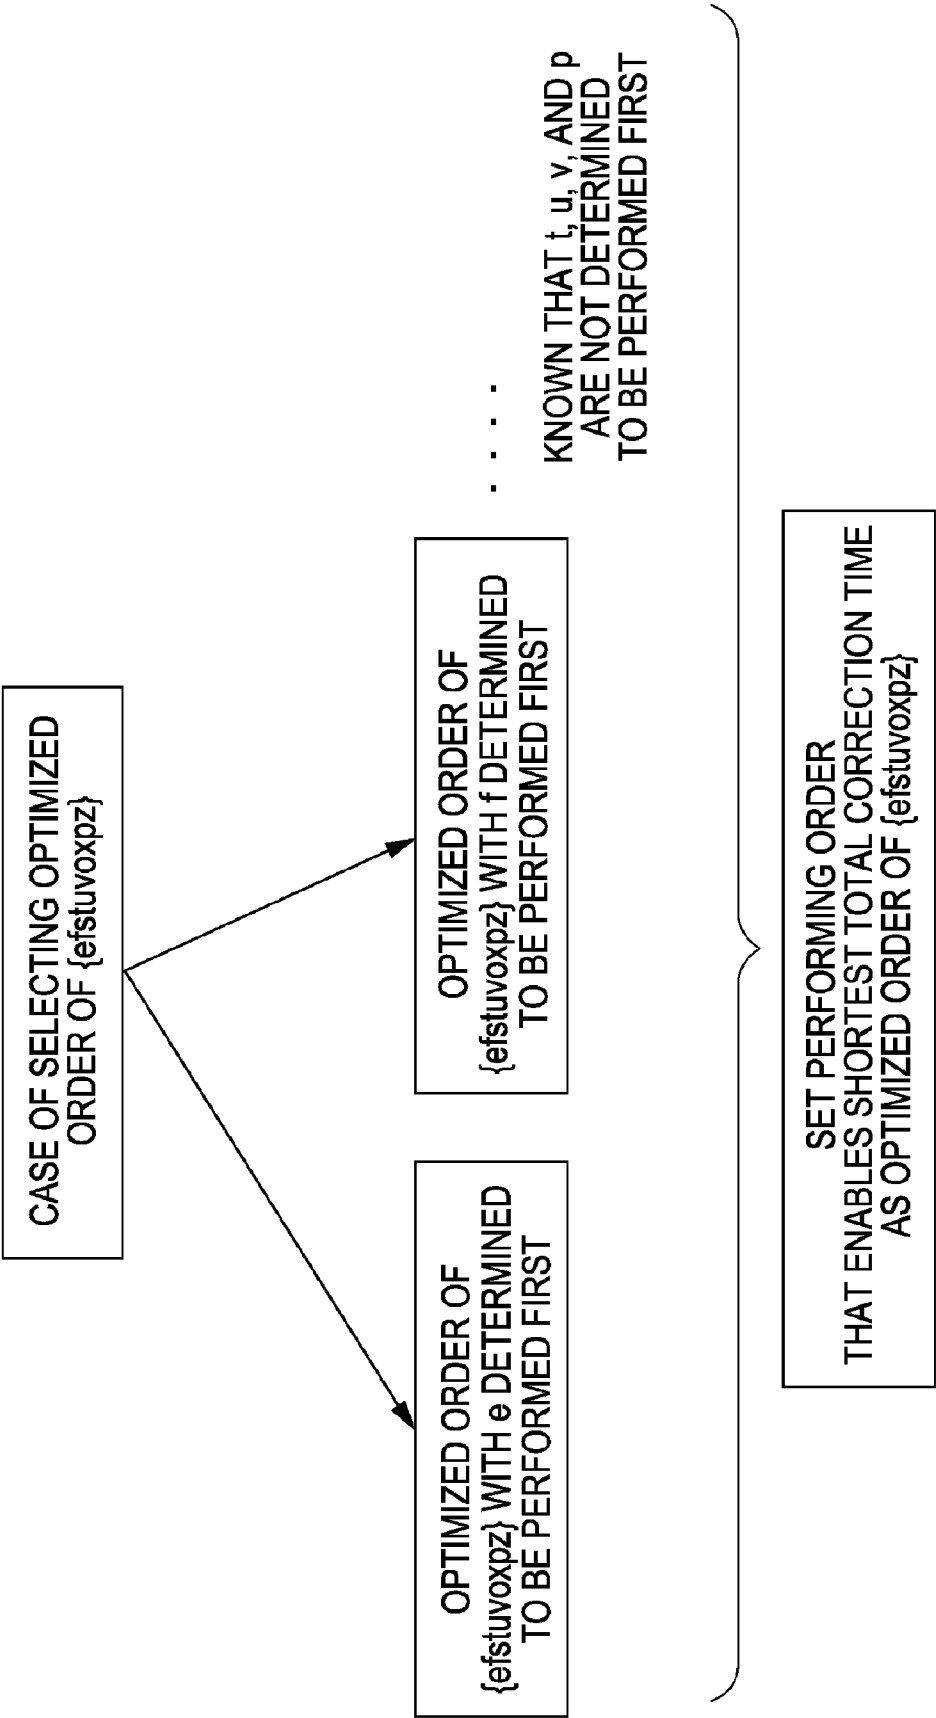 CASE OF SELECTING OPTIMIZED
ORDER OF {efstuvoxpz}
OPTIMIZED ORDER OF
{efstuvoxpz} WITH e DETERMINED
TO BE PERFORMED FIRST
OPTIMIZED ORDER OF
{efstuvoxpz} WITH f DETERMINED
TO BE PERFORMED FIRST
. . . .
KNOWN THAT t, u, v, AND p
ARE NOT DETERMINED
TO BE PERFORMED FIRST
SET PERFORMING ORDER
THAT ENABLES SHORTEST TOTAL CORRECTION TIME
AS OPTIMIZED ORDER OF {efstuvoxpz}